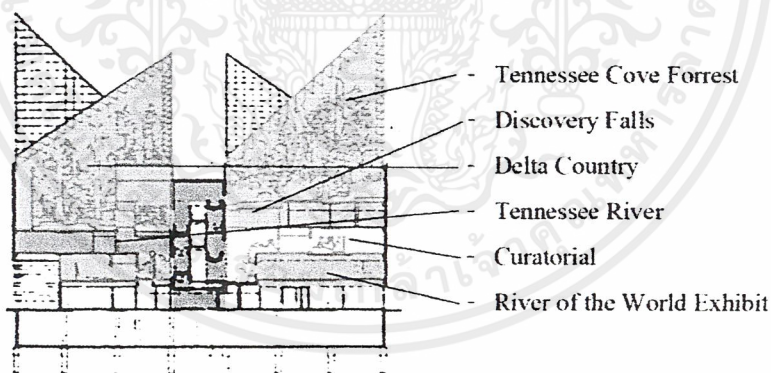 - Tennessee Cove Forrest
- Discovery Falls
- Delta Country
- Tennessee River
- Curatorial
- River of the World Exhibit